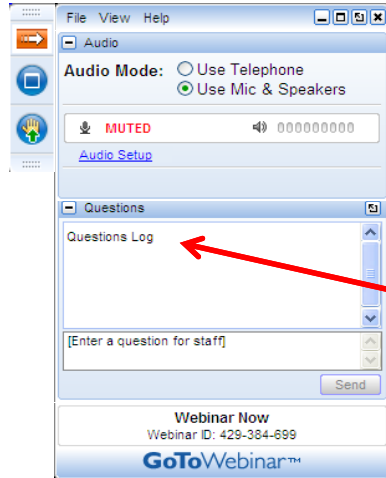 File View Help
Audio
Audio Mode: Use Telephone
Use Mic & Speakers
MUTED 000000000
Audio Setup
Questions
Questions Log
[Enter a question for staff]
Send
Webinar Now
Webinar ID: 429-384-699
GoToWebinar™